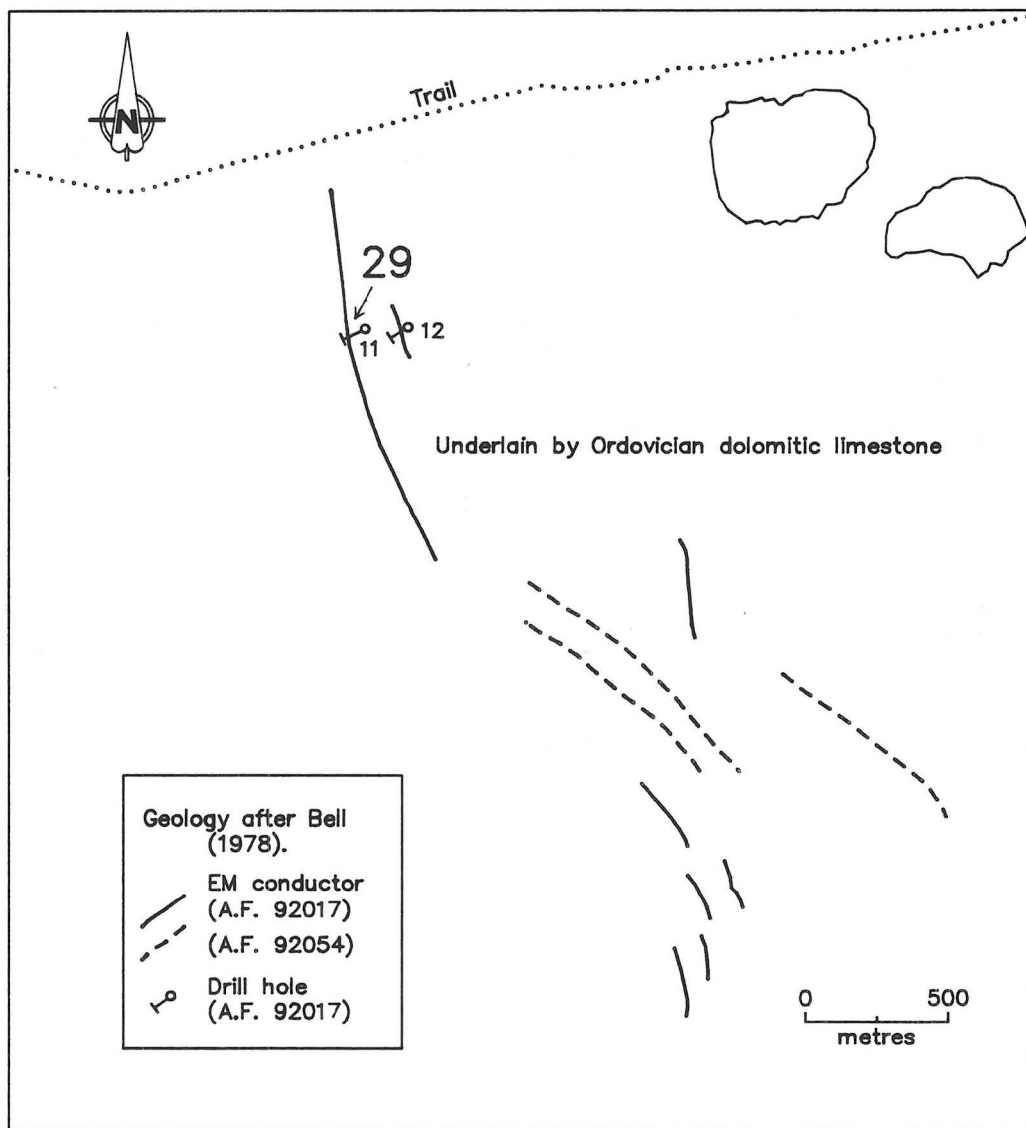 Trail
N
29
11
12
Underlain by Ordovician dolomitic limestone
Geology after Bell
(1978).
EM conductor
(A.F. 92017)
(A.F. 92054)
Drill hole
(A.F. 92017)
0 500
metres